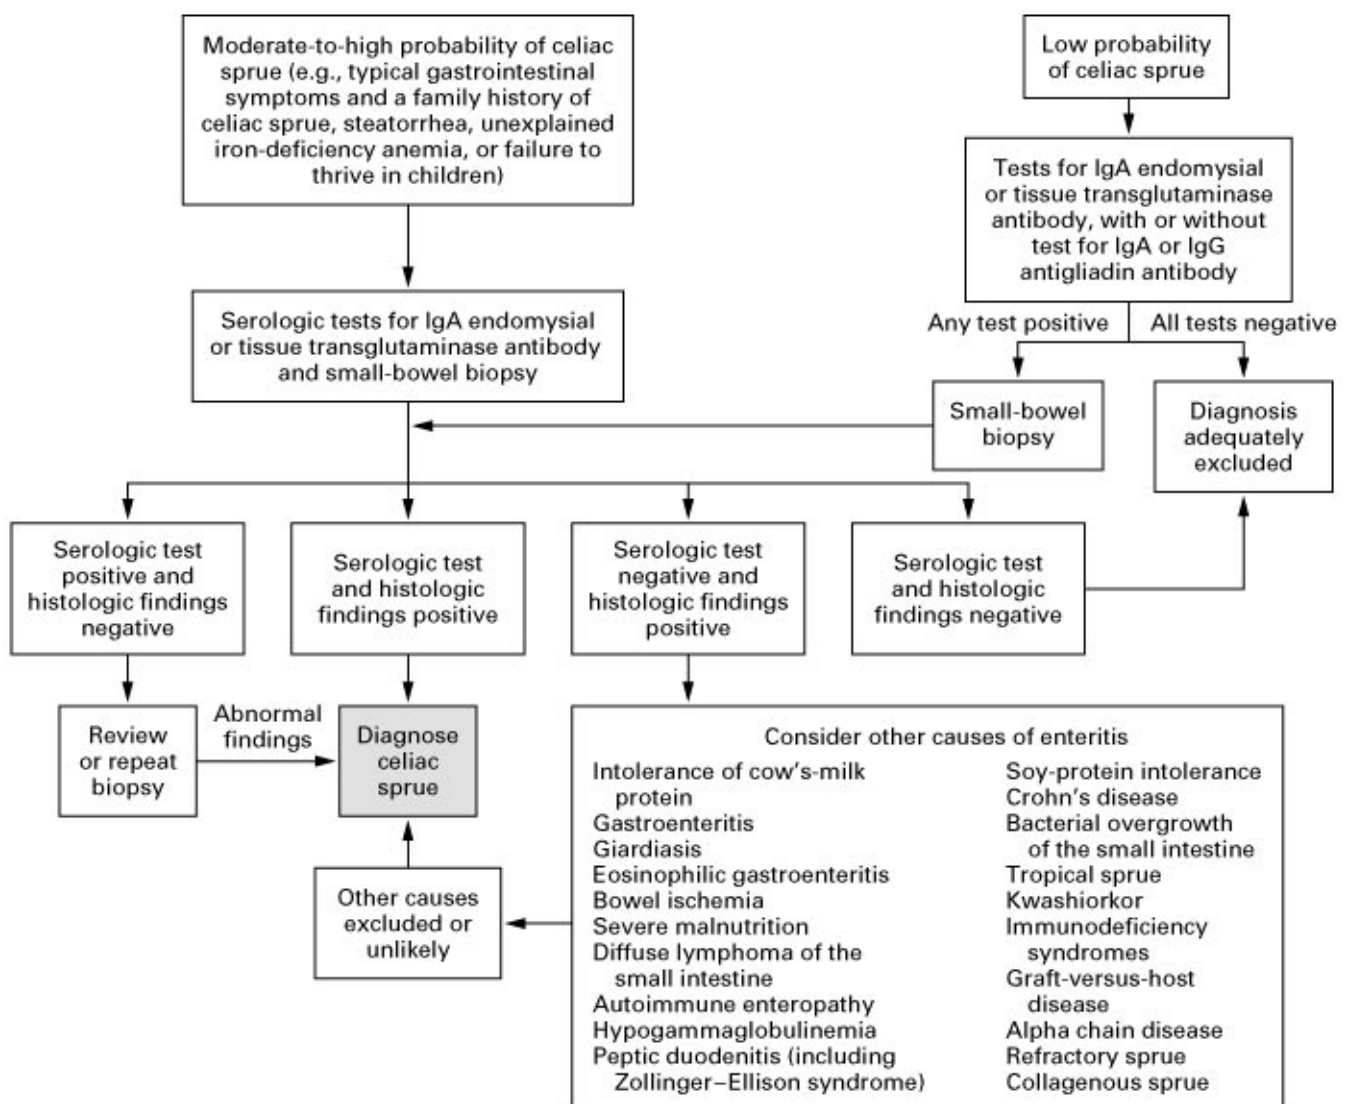 Moderate-to-high probability of celiac
sprue (e.g., typical gastrointestinal
symptoms and a family history of
celiac sprue, steatorrhea, unexplained
iron-deficiency anemia, or failure to
thrive in children)
Low probability
of celiac sprue
Tests for IgA endomysial
or tissue transglutaminase
antibody, with or without
test for IgA or IgG
antigliadin antibody
Serologic tests for IgA endomysial
or tissue transglutaminase antibody
and small-bowel biopsy
Any test positive
All tests negative
Small-bowel
biopsy
Diagnosis
adequately
excluded
Serologic test
positive and
histologic findings
negative
Serologic test
and histologic
findings positive
Serologic test
negative and
histologic findings
positive
Serologic test
and histologic
findings negative
Review
or repeat
biopsy
Abnormal
findings
Diagnose
celiac
sprue
Other causes
excluded or
unlikely
Consider other causes of enteritis
Intolerance of cow's-milk
protein
Gastroenteritis
Giardiasis
Eosinophilic gastroenteritis
Bowel ischemia
Severe malnutrition
Diffuse lymphoma of the
small intestine
Autoimmune enteropathy
Hypogammaglobulinemia
Peptic duodenitis (including
Zollinger–Ellison syndrome)
Soy-protein intolerance
Crohn's disease
Bacterial overgrowth
of the small intestine
Tropical sprue
Kwashiorkor
Immunodeficiency
syndromes
Graft-versus-host
disease
Alpha chain disease
Refractory sprue
Collagenous sprue